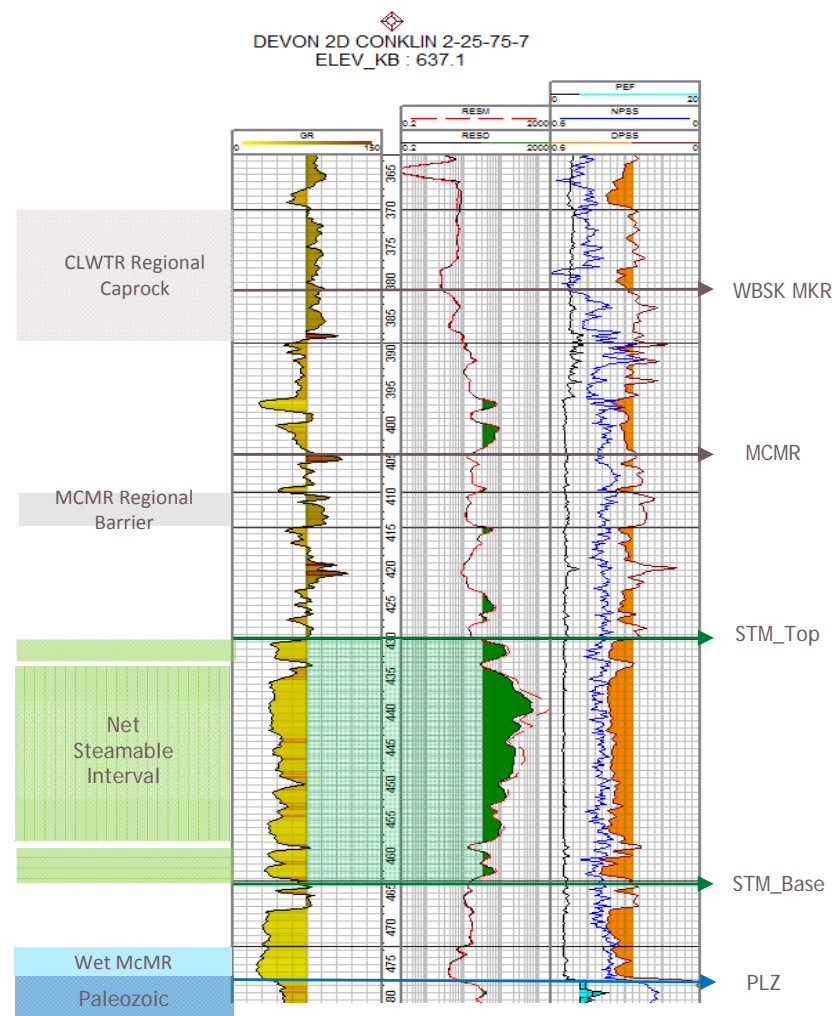 DEVON 2D CONKLIN 2-25-75-7
ELEV_KB : 637.1
PEF
0 20
RESM NPSS
0.2 2000 0.6 0
GR RESD DPSS
0 150 0.2 2000 0.6 0
365
370
375
CLWTR Regional
Caprock
380
WBSK MKR
385
390
395
400
MCMR
405
MCMR Regional
Barrier
410
415
420
425
430
STM_Top
435
Net
Steamable
Interval
440
445
450
455
460
465
STM_Base
470
Wet McMR
475
PLZ
Paleozoic
80